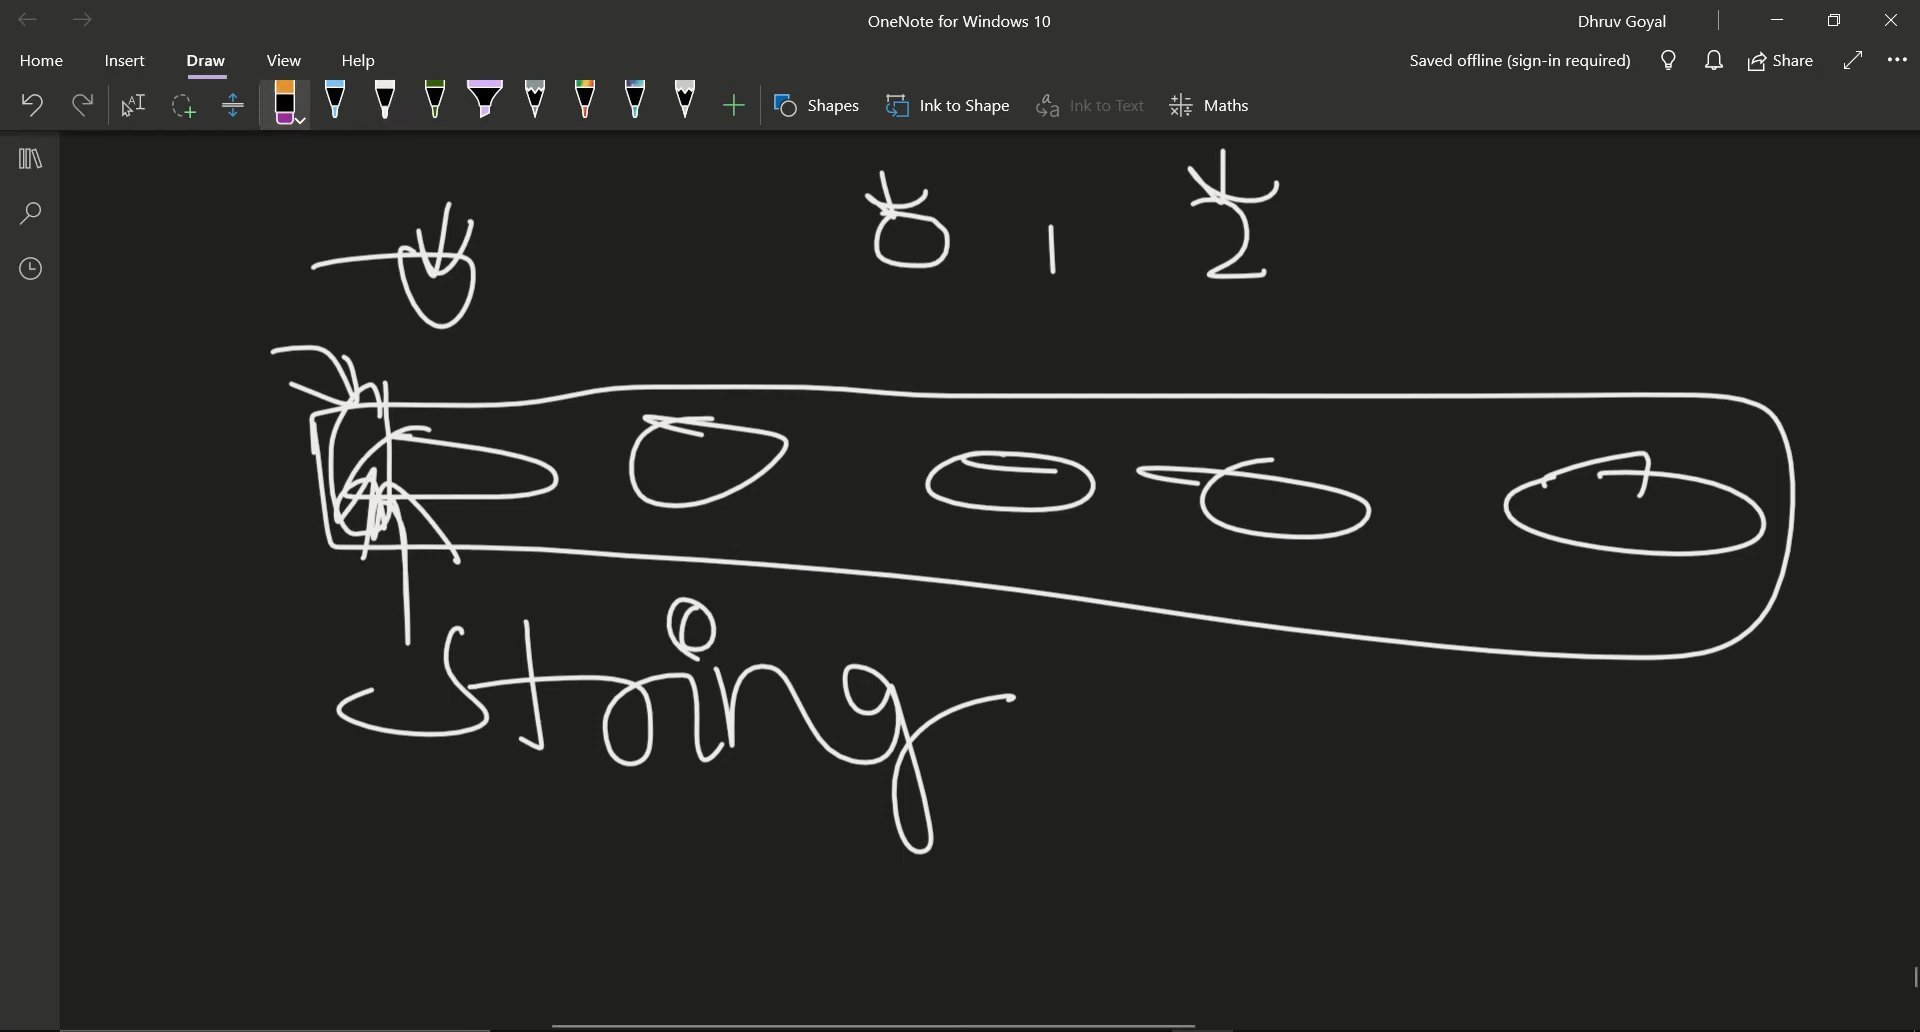 OneNote for Windows 10
Dhruv Goyal
Home Insert Draw View Help
Saved offline (sign-in required) Share
Shapes Ink to Shape Ink to Text Maths
0 1 2
String